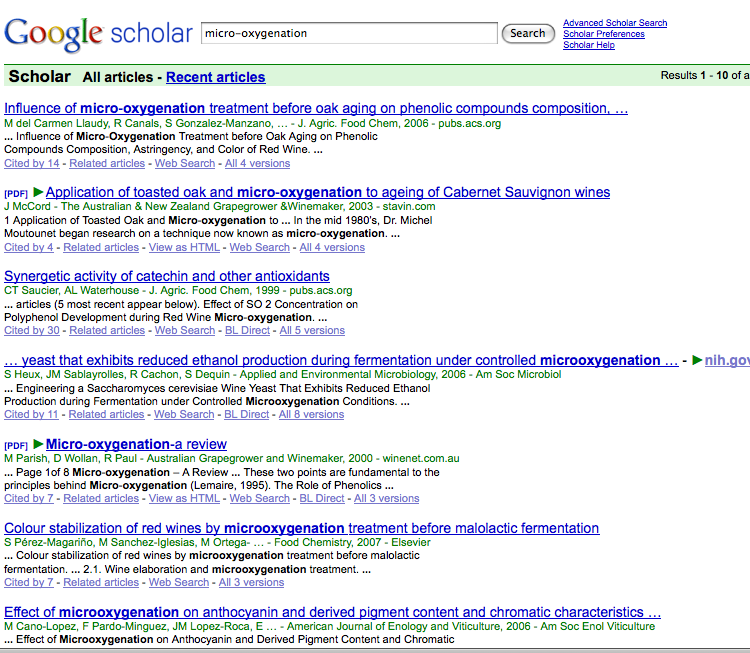 Google scholar
micro-oxygenation
Search
Advanced Scholar Search
Scholar Preferences
Scholar Help
Scholar All articles - Recent articles
Results 1 - 10 of a
Influence of micro-oxygenation treatment before oak aging on phenolic compounds composition, …
M del Carmen Llaudy, R Canals, S Gonzalez-Manzano, … - J. Agric. Food Chem, 2006 - pubs.acs.org
... Influence of Micro-Oxygenation Treatment before Oak Aging on Phenolic
Compounds Composition, Astringency, and Color of Red Wine. ...
Cited by 14 - Related articles - Web Search - All 4 versions
[PDF] ►Application of toasted oak and micro-oxygenation to ageing of Cabernet Sauvignon wines
J McCord - The Australian & New Zealand Grapegrower &Winemaker, 2003 - stavin.com
1 Application of Toasted Oak and Micro-oxygenation to ... In the mid 1980's, Dr. Michel
Moutounet began research on a technique now known as micro-oxygenation. ...
Cited by 4 - Related articles - View as HTML - Web Search - All 4 versions
Synergetic activity of catechin and other antioxidants
CT Saucier, AL Waterhouse - J. Agric. Food Chem, 1999 - pubs.acs.org
... articles (5 most recent appear below). Effect of SO 2 Concentration on
Polyphenol Development during Red Wine Micro-oxygenation. ...
Cited by 30 - Related articles - Web Search - BL Direct - All 5 versions
… yeast that exhibits reduced ethanol production during fermentation under controlled microoxygenation … - ►nih.gov
S Heux, JM Sablayrolles, R Cachon, S Dequin - Applied and Environmental Microbiology, 2006 - Am Soc Microbiol
... Engineering a Saccharomyces cerevisiae Wine Yeast That Exhibits Reduced Ethanol
Production during Fermentation under Controlled Microoxygenation Conditions. ...
Cited by 11 - Related articles - Web Search - BL Direct - All 8 versions
[PDF] ►Micro-oxygenation-a review
M Parish, D Wollan, R Paul - Australian Grapegrower and Winemaker, 2000 - winenet.com.au
... Page 1of 8 Micro-oxygenation – A Review ... These two points are fundamental to the
principles behind Micro-oxygenation (Lemaire, 1995). The Role of Phenolics ...
Cited by 7 - Related articles - View as HTML - Web Search - BL Direct - All 3 versions
Colour stabilization of red wines by microoxygenation treatment before malolactic fermentation
S Pérez-Magariño, M Sanchez-Iglesias, M Ortega- … - Food Chemistry, 2007 - Elsevier
... Colour stabilization of red wines by microoxygenation treatment before malolactic
fermentation. ... 2.1. Wine elaboration and microoxygenation treatment. ...
Cited by 7 - Related articles - Web Search - All 3 versions
Effect of microoxygenation on anthocyanin and derived pigment content and chromatic characteristics …
M Cano-Lopez, F Pardo-Minguez, JM Lopez-Roca, E … - American Journal of Enology and Viticulture, 2006 - Am Soc Enol Viticulture
... Effect of Microoxygenation on Anthocyanin and Derived Pigment Content and Chromatic